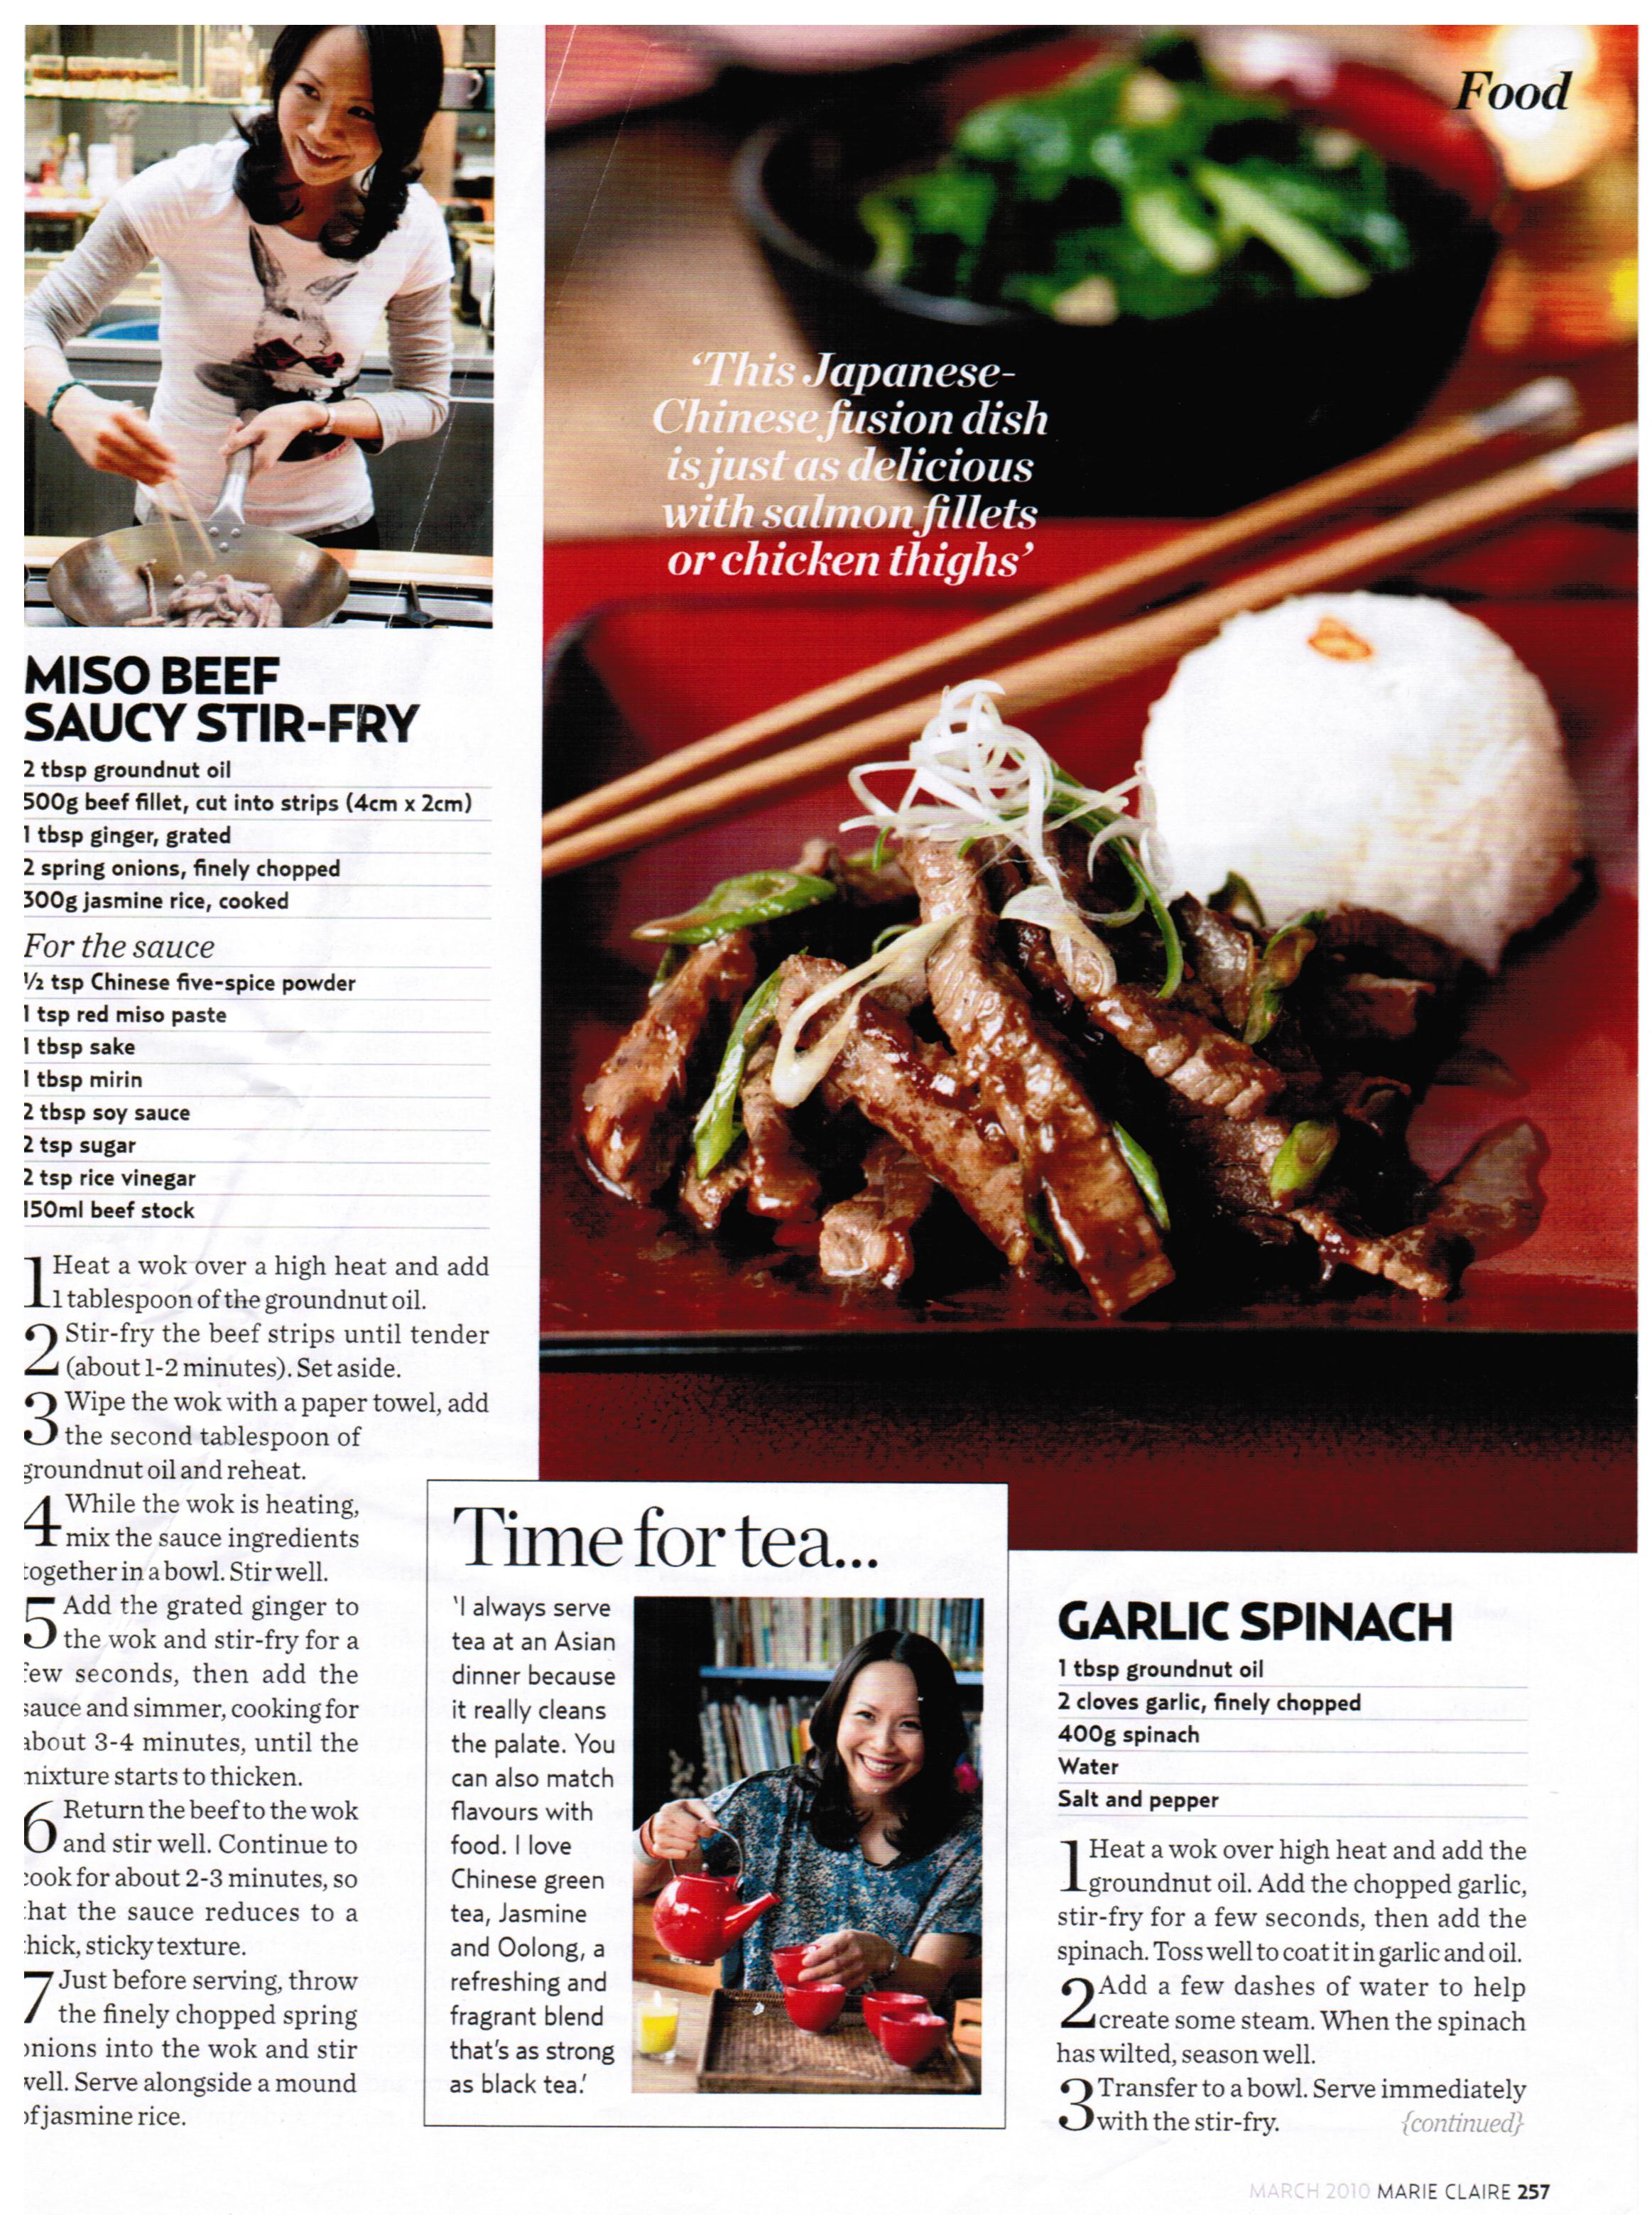 Food
'This Japanese-
Chinese fusion dish
is just as delicious
with salmon fillets
or chicken thighs'
MISO BEEF
SAUCY STIR-FRY
2 tbsp groundnut oil
500g beef fillet, cut into strips (4cm x 2cm)
1 tbsp ginger, grated
2 spring onions, finely chopped
300g jasmine rice, cooked
For the sauce
½ tsp Chinese five-spice powder
1 tsp red miso paste
1 tbsp sake
1 tbsp mirin
2 tbsp soy sauce
2 tsp sugar
2 tsp rice vinegar
150ml beef stock
1 Heat a wok over a high heat and add
1 tablespoon of the groundnut oil.
2 Stir-fry the beef strips until tender
(about 1-2 minutes). Set aside.
3 Wipe the wok with a paper towel, add
the second tablespoon of
groundnut oil and reheat.
4 While the wok is heating,
mix the sauce ingredients
together in a bowl. Stir well.
5 Add the grated ginger to
the wok and stir-fry for a
few seconds, then add the
sauce and simmer, cooking for
about 3-4 minutes, until the
mixture starts to thicken.
6 Return the beef to the wok
and stir well. Continue to
cook for about 2-3 minutes, so
that the sauce reduces to a
thick, sticky texture.
7 Just before serving, throw
the finely chopped spring
onions into the wok and stir
well. Serve alongside a mound
of jasmine rice.
Time for tea...
'I always serve
tea at an Asian
dinner because
it really cleans
the palate. You
can also match
flavours with
food. I love
Chinese green
tea, Jasmine
and Oolong, a
refreshing and
fragrant blend
that's as strong
as black tea.'
GARLIC SPINACH
1 tbsp groundnut oil
2 cloves garlic, finely chopped
400g spinach
Water
Salt and pepper
1 Heat a wok over high heat and add the
groundnut oil. Add the chopped garlic,
stir-fry for a few seconds, then add the
spinach. Toss well to coat it in garlic and oil.
2 Add a few dashes of water to help
create some steam. When the spinach
has wilted, season well.
3 Transfer to a bowl. Serve immediately
with the stir-fry.
{continued}
MARCH 2010 MARIE CLAIRE 257